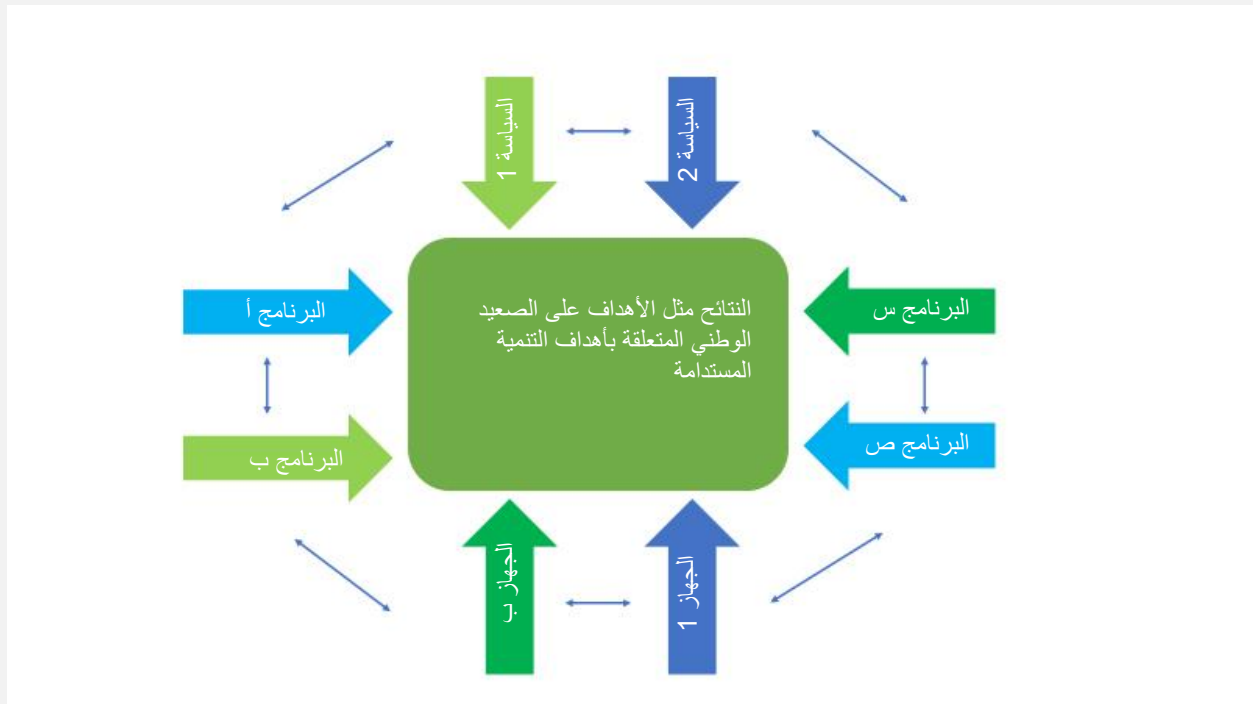 السياسة 1
السياسة 2
البرنامج أ
النتائج مثل الأهداف على الصعيد
الوطني المتعلقة بأهداف التنمية
المستدامة
البرنامج س
البرنامج ب
البرنامج ص
الجهاز ب
الجهاز 1